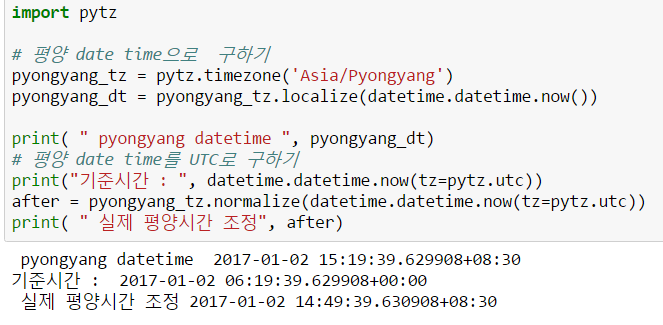 import pytz
# 평양 date time으로 구하기
pyongyang_tz = pytz.timezone('Asia/Pyongyang')
pyongyang_dt = pyongyang_tz.localize(datetime.datetime.now())
print( " pyongyang datetime ", pyongyang_dt)
# 평양 date time를 UTC로 구하기
print("기준시간 : ", datetime.datetime.now(tz=pytz.utc))
after = pyongyang_tz.normalize(datetime.datetime.now(tz=pytz.utc))
print( " 실제 평양시간 조정", after)
pyongyang datetime  2017-01-02 15:19:39.629908+08:30
기준시간 :  2017-01-02 06:19:39.629908+00:00
실제 평양시간 조정 2017-01-02 14:49:39.630908+08:30